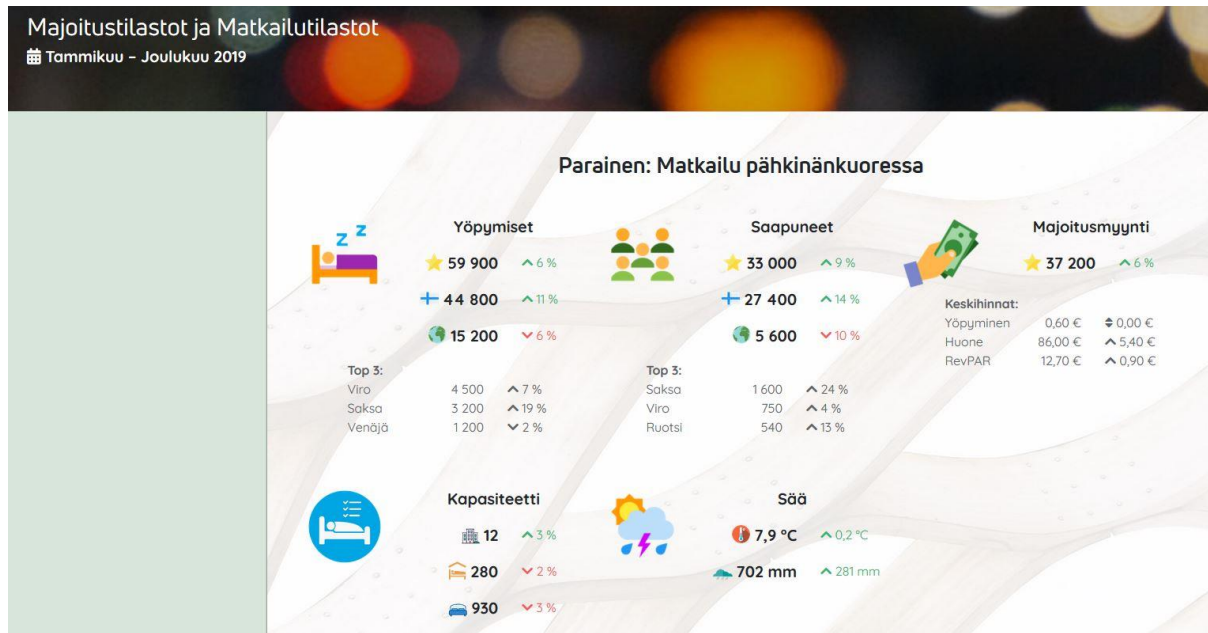 Majoitustilastot ja Matkailutilastot
Tammikuu – Joulukuu 2019
Parainen: Matkailu pähkinänkuoressa
Yöpymiset
59 900 6 %
44 800 11 %
15 200 6 %
Top 3:
Viro 4 500 7 %
Saksa 3 200 19 %
Venäjä 1 200 2 %
Saapuneet
33 000 9 %
27 400 14 %
5 600 10 %
Top 3:
Saksa 1 600 24 %
Viro 750 4 %
Ruotsi 540 13 %
Majoitusmyynti
37 200 6 %
Keskihinnat:
Yöpyminen 0,60 € 0,00 €
Huone 86,00 € 5,40 €
RevPAR 12,70 € 0,90 €
Kapasiteetti
12 3 %
280 2 %
930 3 %
Sää
7,9 °C 0,2 °C
702 mm 281 mm